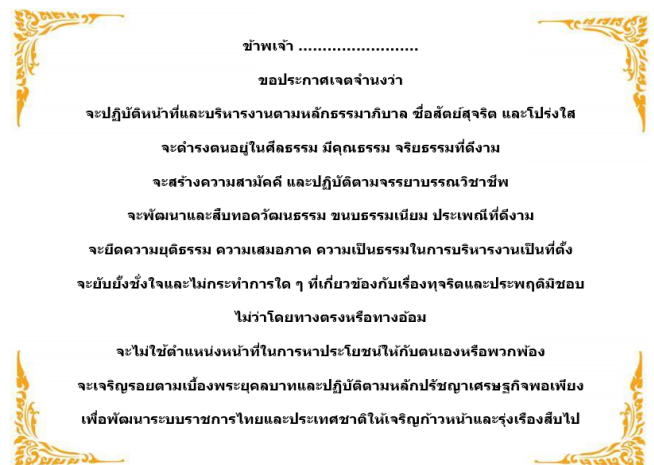 ข้าพเจ้า .........................
ขอประกาศเจตจำนงว่า
จะปฏิบัติหน้าที่และบริหารงานตามหลักธรรมาภิบาล ซื่อสัตย์สุจริต และโปร่งใส
จะดำรงตนอยู่ในศีลธรรม มีคุณธรรม จริยธรรมที่ดีงาม
จะสร้างความสามัคคี และปฏิบัติตามจรรยาบรรณวิชาชีพ
จะพัฒนาและสืบทอดวัฒนธรรม ขนบธรรมเนียม ประเพณีที่ดีงาม
จะยึดความยุติธรรม ความเสมอภาค ความเป็นธรรมในการบริหารงานเป็นที่ตั้ง
จะยับยั้งชั่งใจและไม่กระทำการใด ๆ ที่เกี่ยวข้องกับเรื่องทุจริตและประพฤติมิชอบ
ไม่ว่าโดยทางตรงหรือทางอ้อม
จะไม่ใช้ตำแหน่งหน้าที่ในการหาประโยชน์ให้กับตนเองหรือพวกพ้อง
จะเจริญรอยตามเบื้องพระยุคลบาทและปฏิบัติตามหลักปรัชญาเศรษฐกิจพอเพียง
เพื่อพัฒนาระบบราชการไทยและประเทศชาติให้เจริญก้าวหน้าและรุ่งเรืองสืบไป